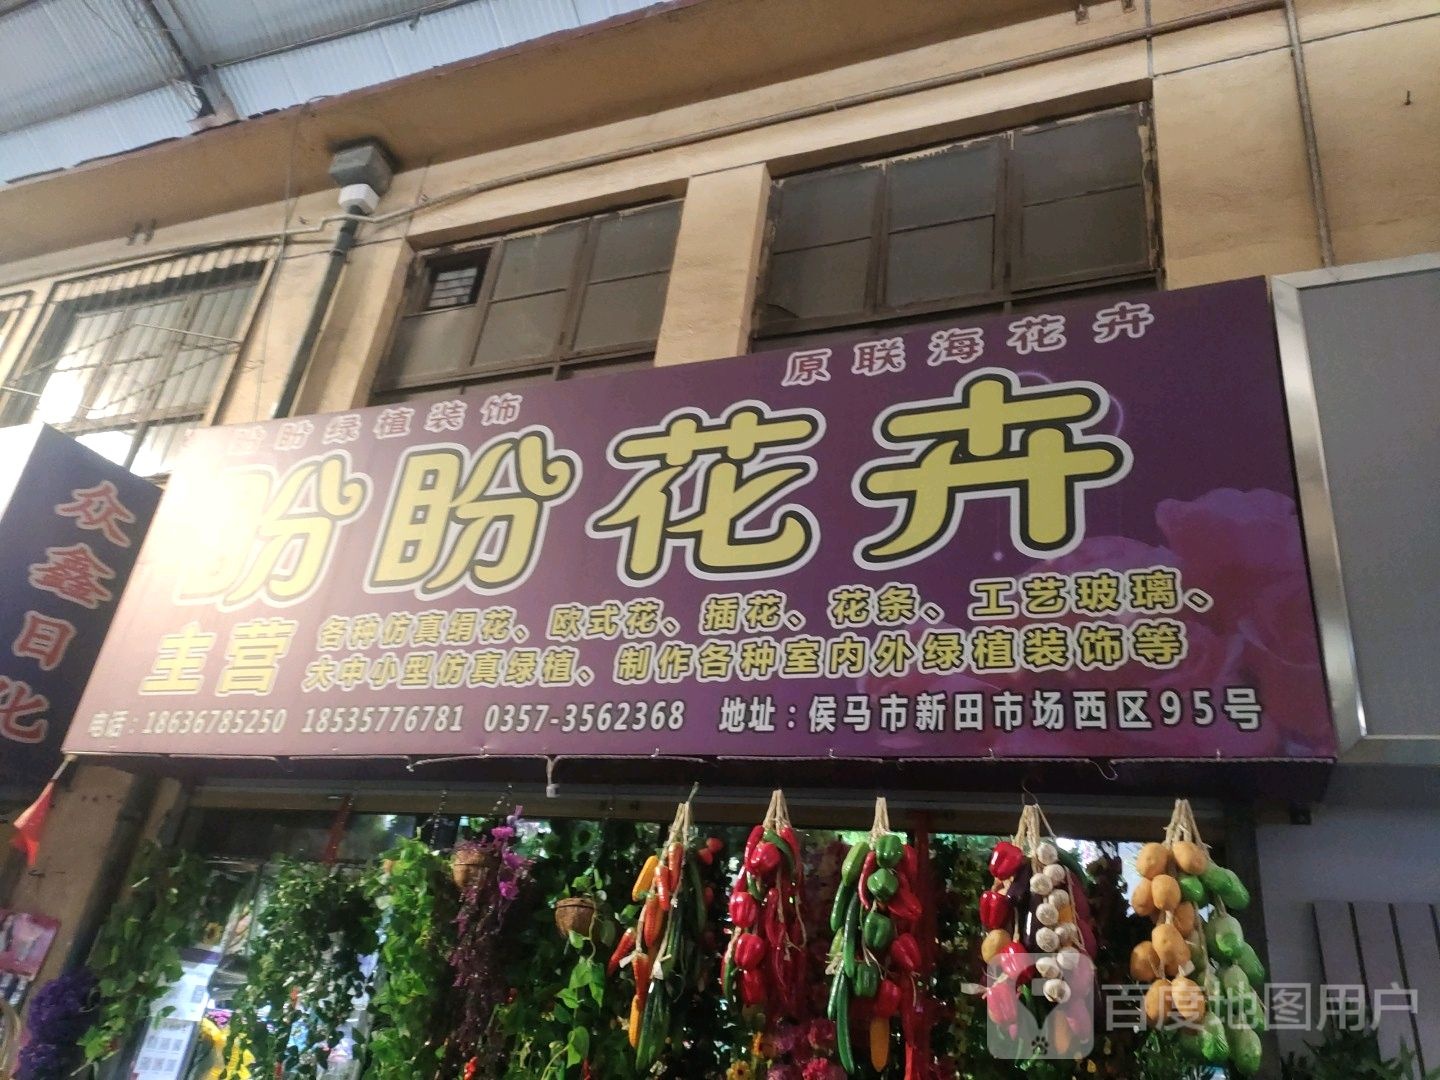 原联海花卉
盼盼绿植装饰
盼盼花卉
主营
各种仿真绢花、欧式花、插花、花条、工艺玻璃、
大中小型仿真绿植、制作各种室内外绿植装饰等
电话：18636785250 18535776781 0357-3562368 地址：侯马市新田市场西区95号
众鑫日化
百度地图用户